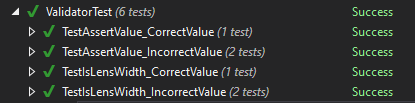 ValidatorTest (6 tests) Success
TestAssertValue_CorrectValue (1 test) Success
TestAssertValue_IncorrectValue (2 tests) Success
TestIsLensWidth_CorrectValue (1 test) Success
TestIsLensWidth_IncorrectValue (2 tests) Success